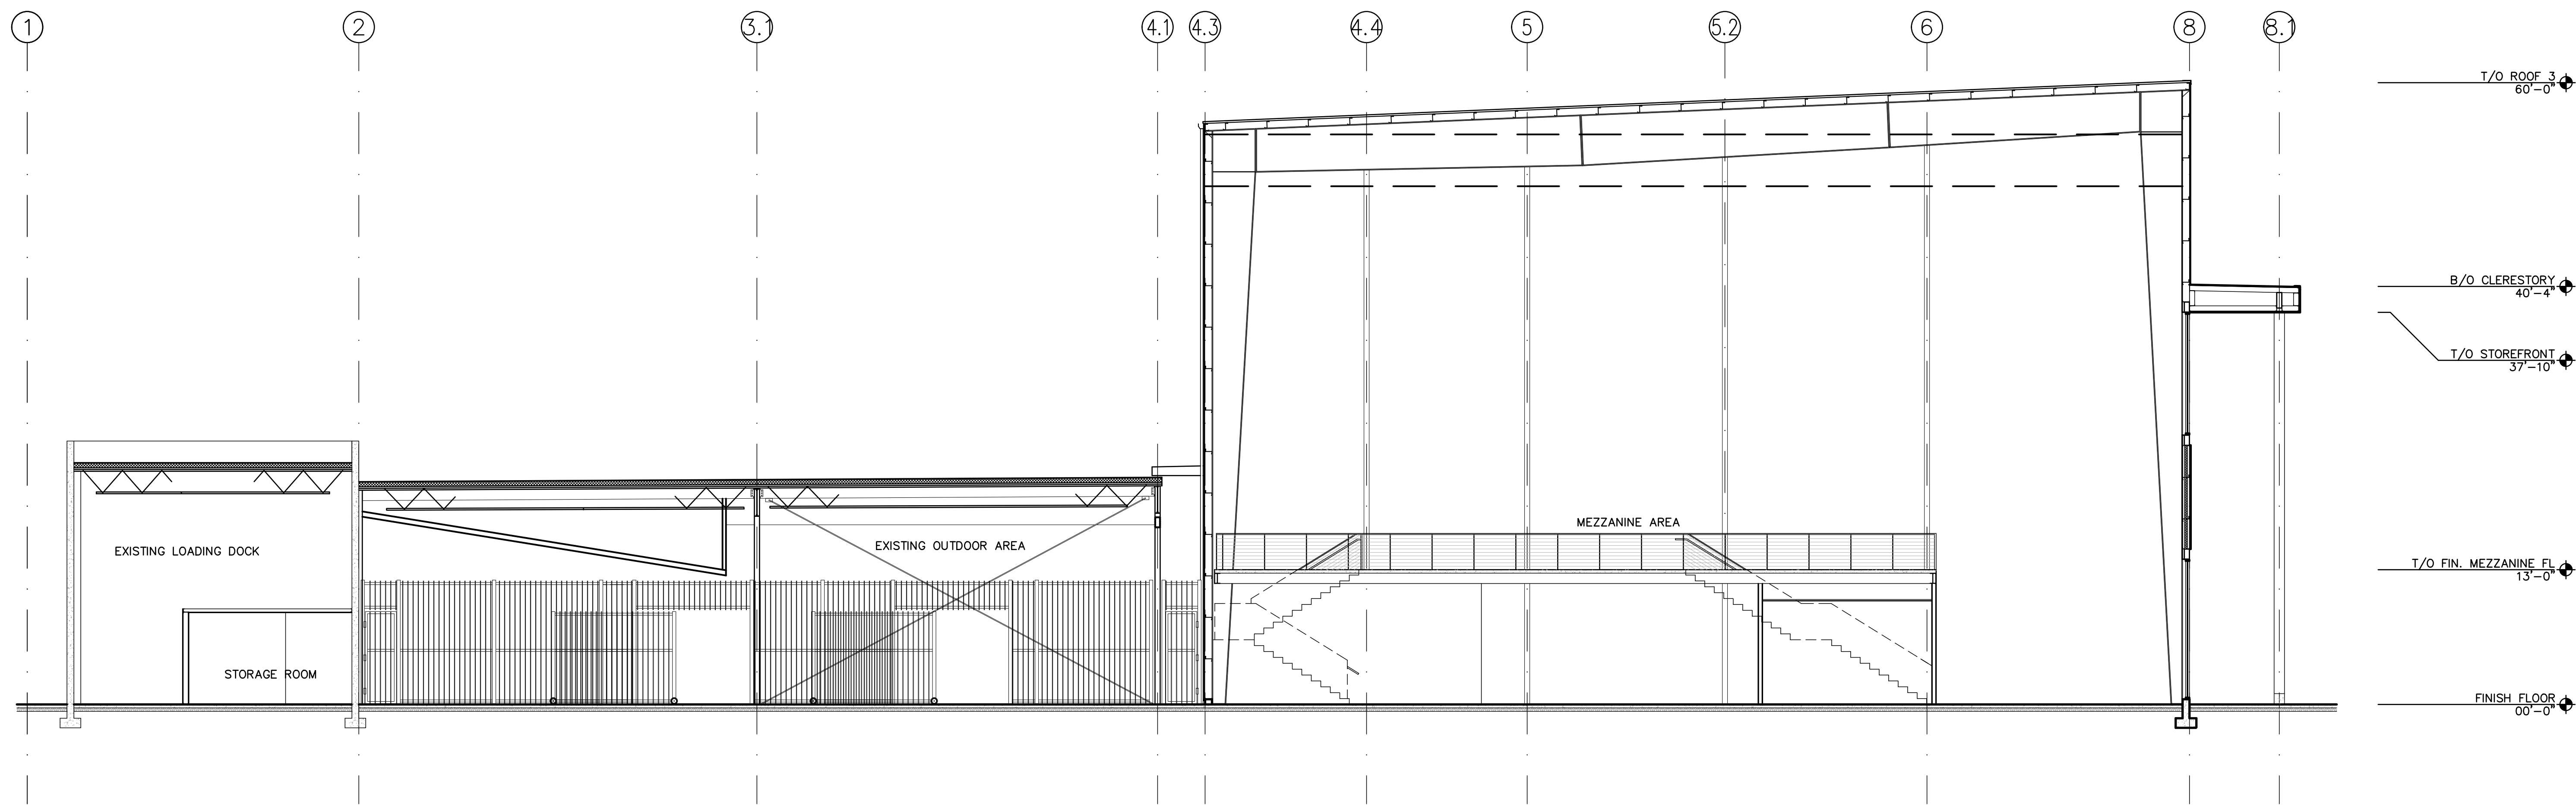 1
2
3.1
4.1
4.3
4.4
5
5.2
6
8
8.1
T/O ROOF 3
60'-0"
B/O CLERESTORY
40'-4"
T/O STOREFRONT
37'-10"
MEZZANINE AREA
EXISTING OUTDOOR AREA
EXISTING LOADING DOCK
T/O FIN. MEZZANINE FL
13'-0"
STORAGE ROOM
FINISH FLOOR
00'-0"